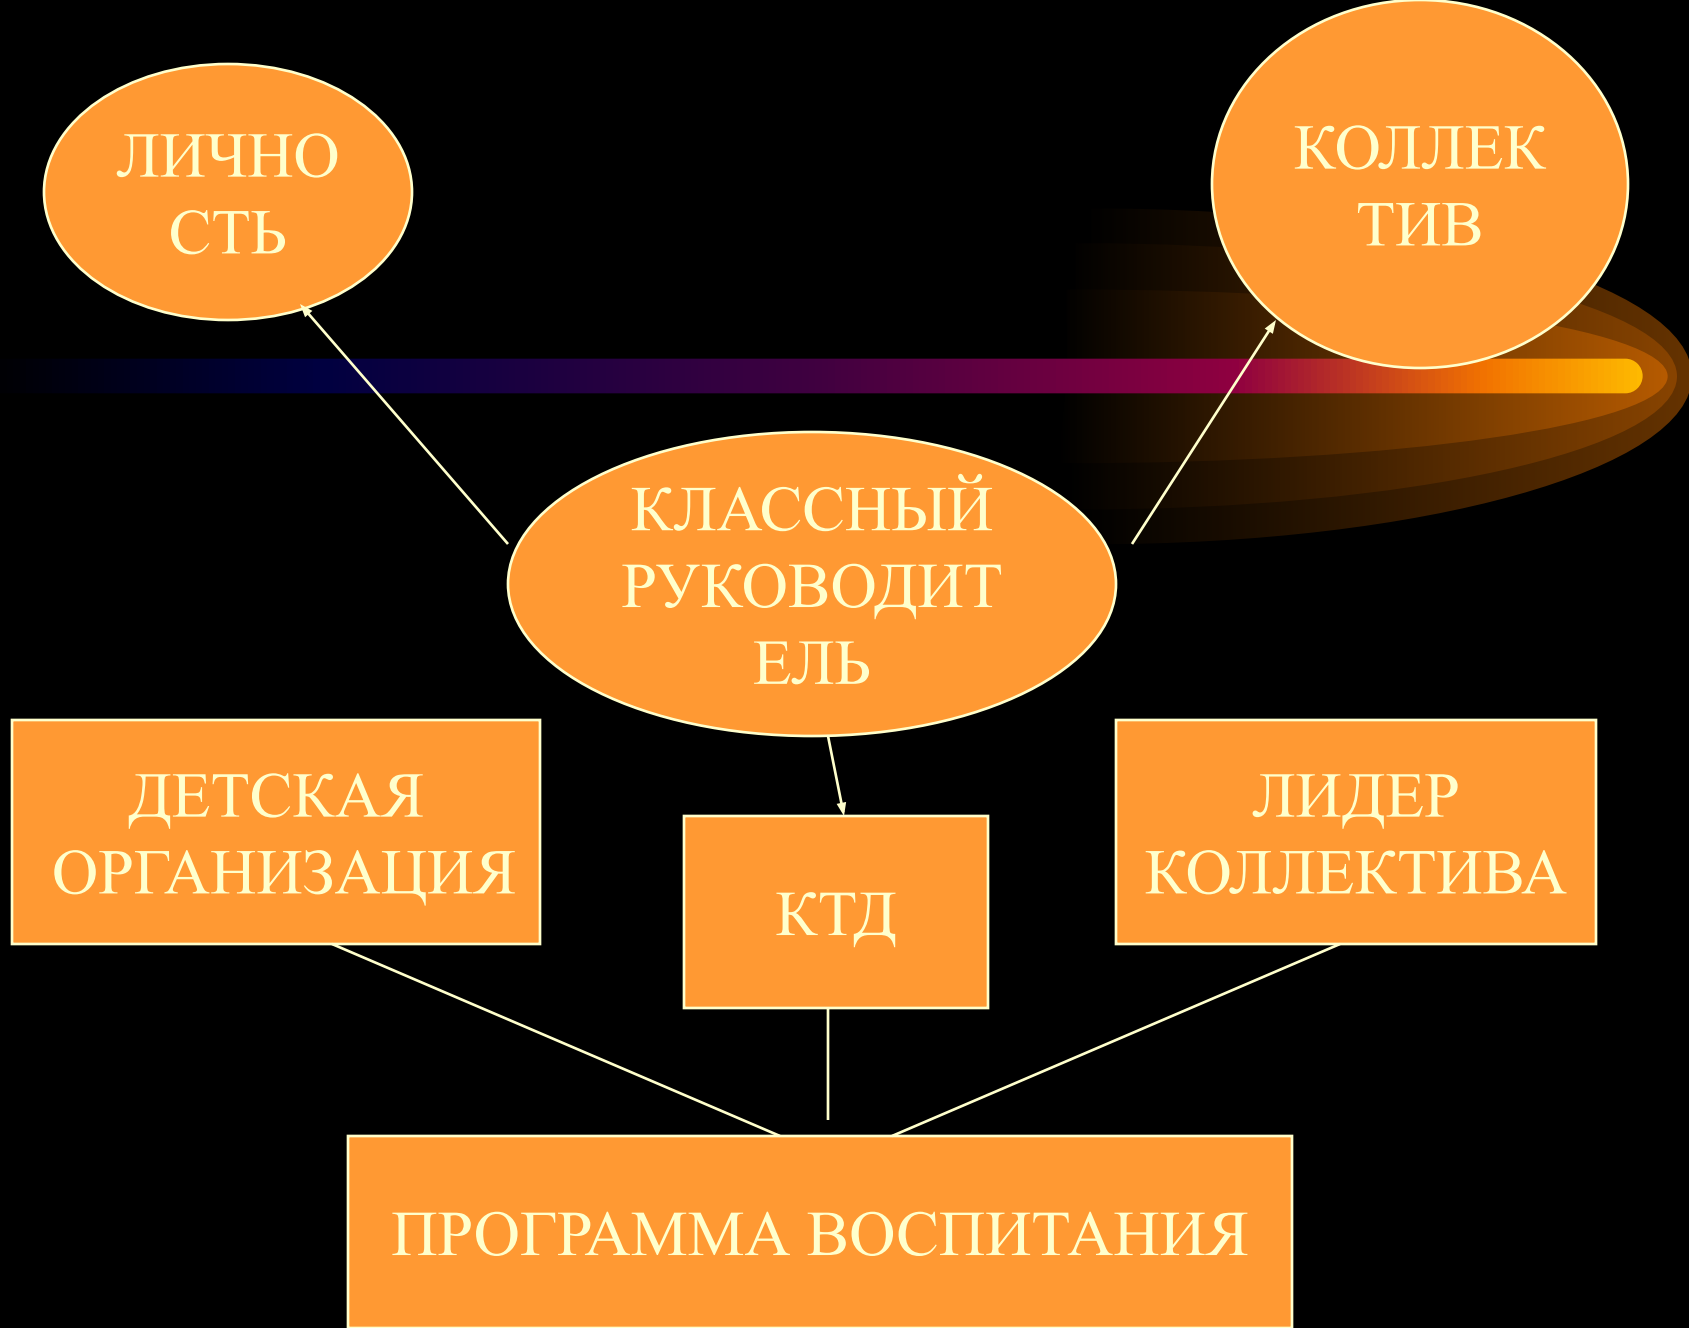 ЛИЧНО
СТЬ
КОЛЛЕК
ТИВ
КЛАССНЫЙ
РУКОВОДИТ
ЕЛЬ
ДЕТСКАЯ
ОРГАНИЗАЦИЯ
КТД
ЛИДЕР
КОЛЛЕКТИВА
ПРОГРАММА ВОСПИТАНИЯ